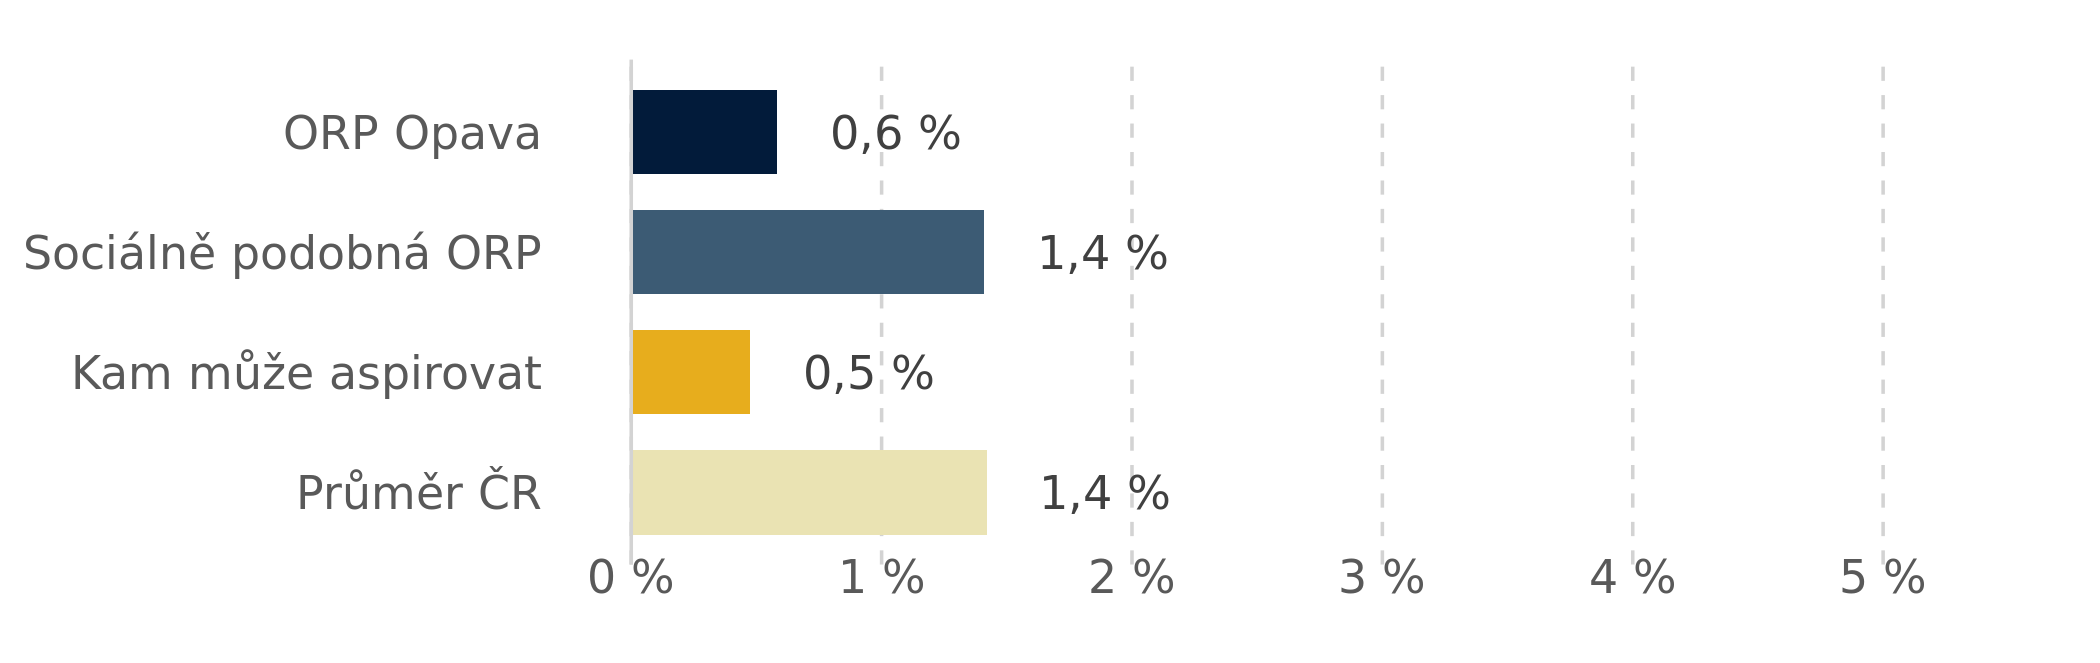 ORP Opava 0,6 %
Sociálně podobná ORP 1,4 %
Kam může aspirovat 0,5 %
Průměr ČR 1,4 %
0 % 1 % 2 % 3 % 4 % 5 %